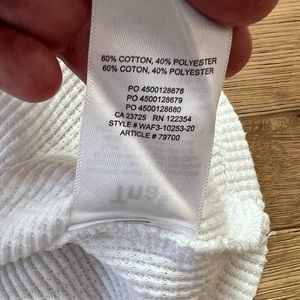 60% COTTON, 40% POLYESTER
60% COTON, 40% POLYESTER
PO 4500128678
PO 4500128679
PO 4500128680
CA 23725 RN 122354
STYLE # WAF3-10253-20
ARTICLE # 79700